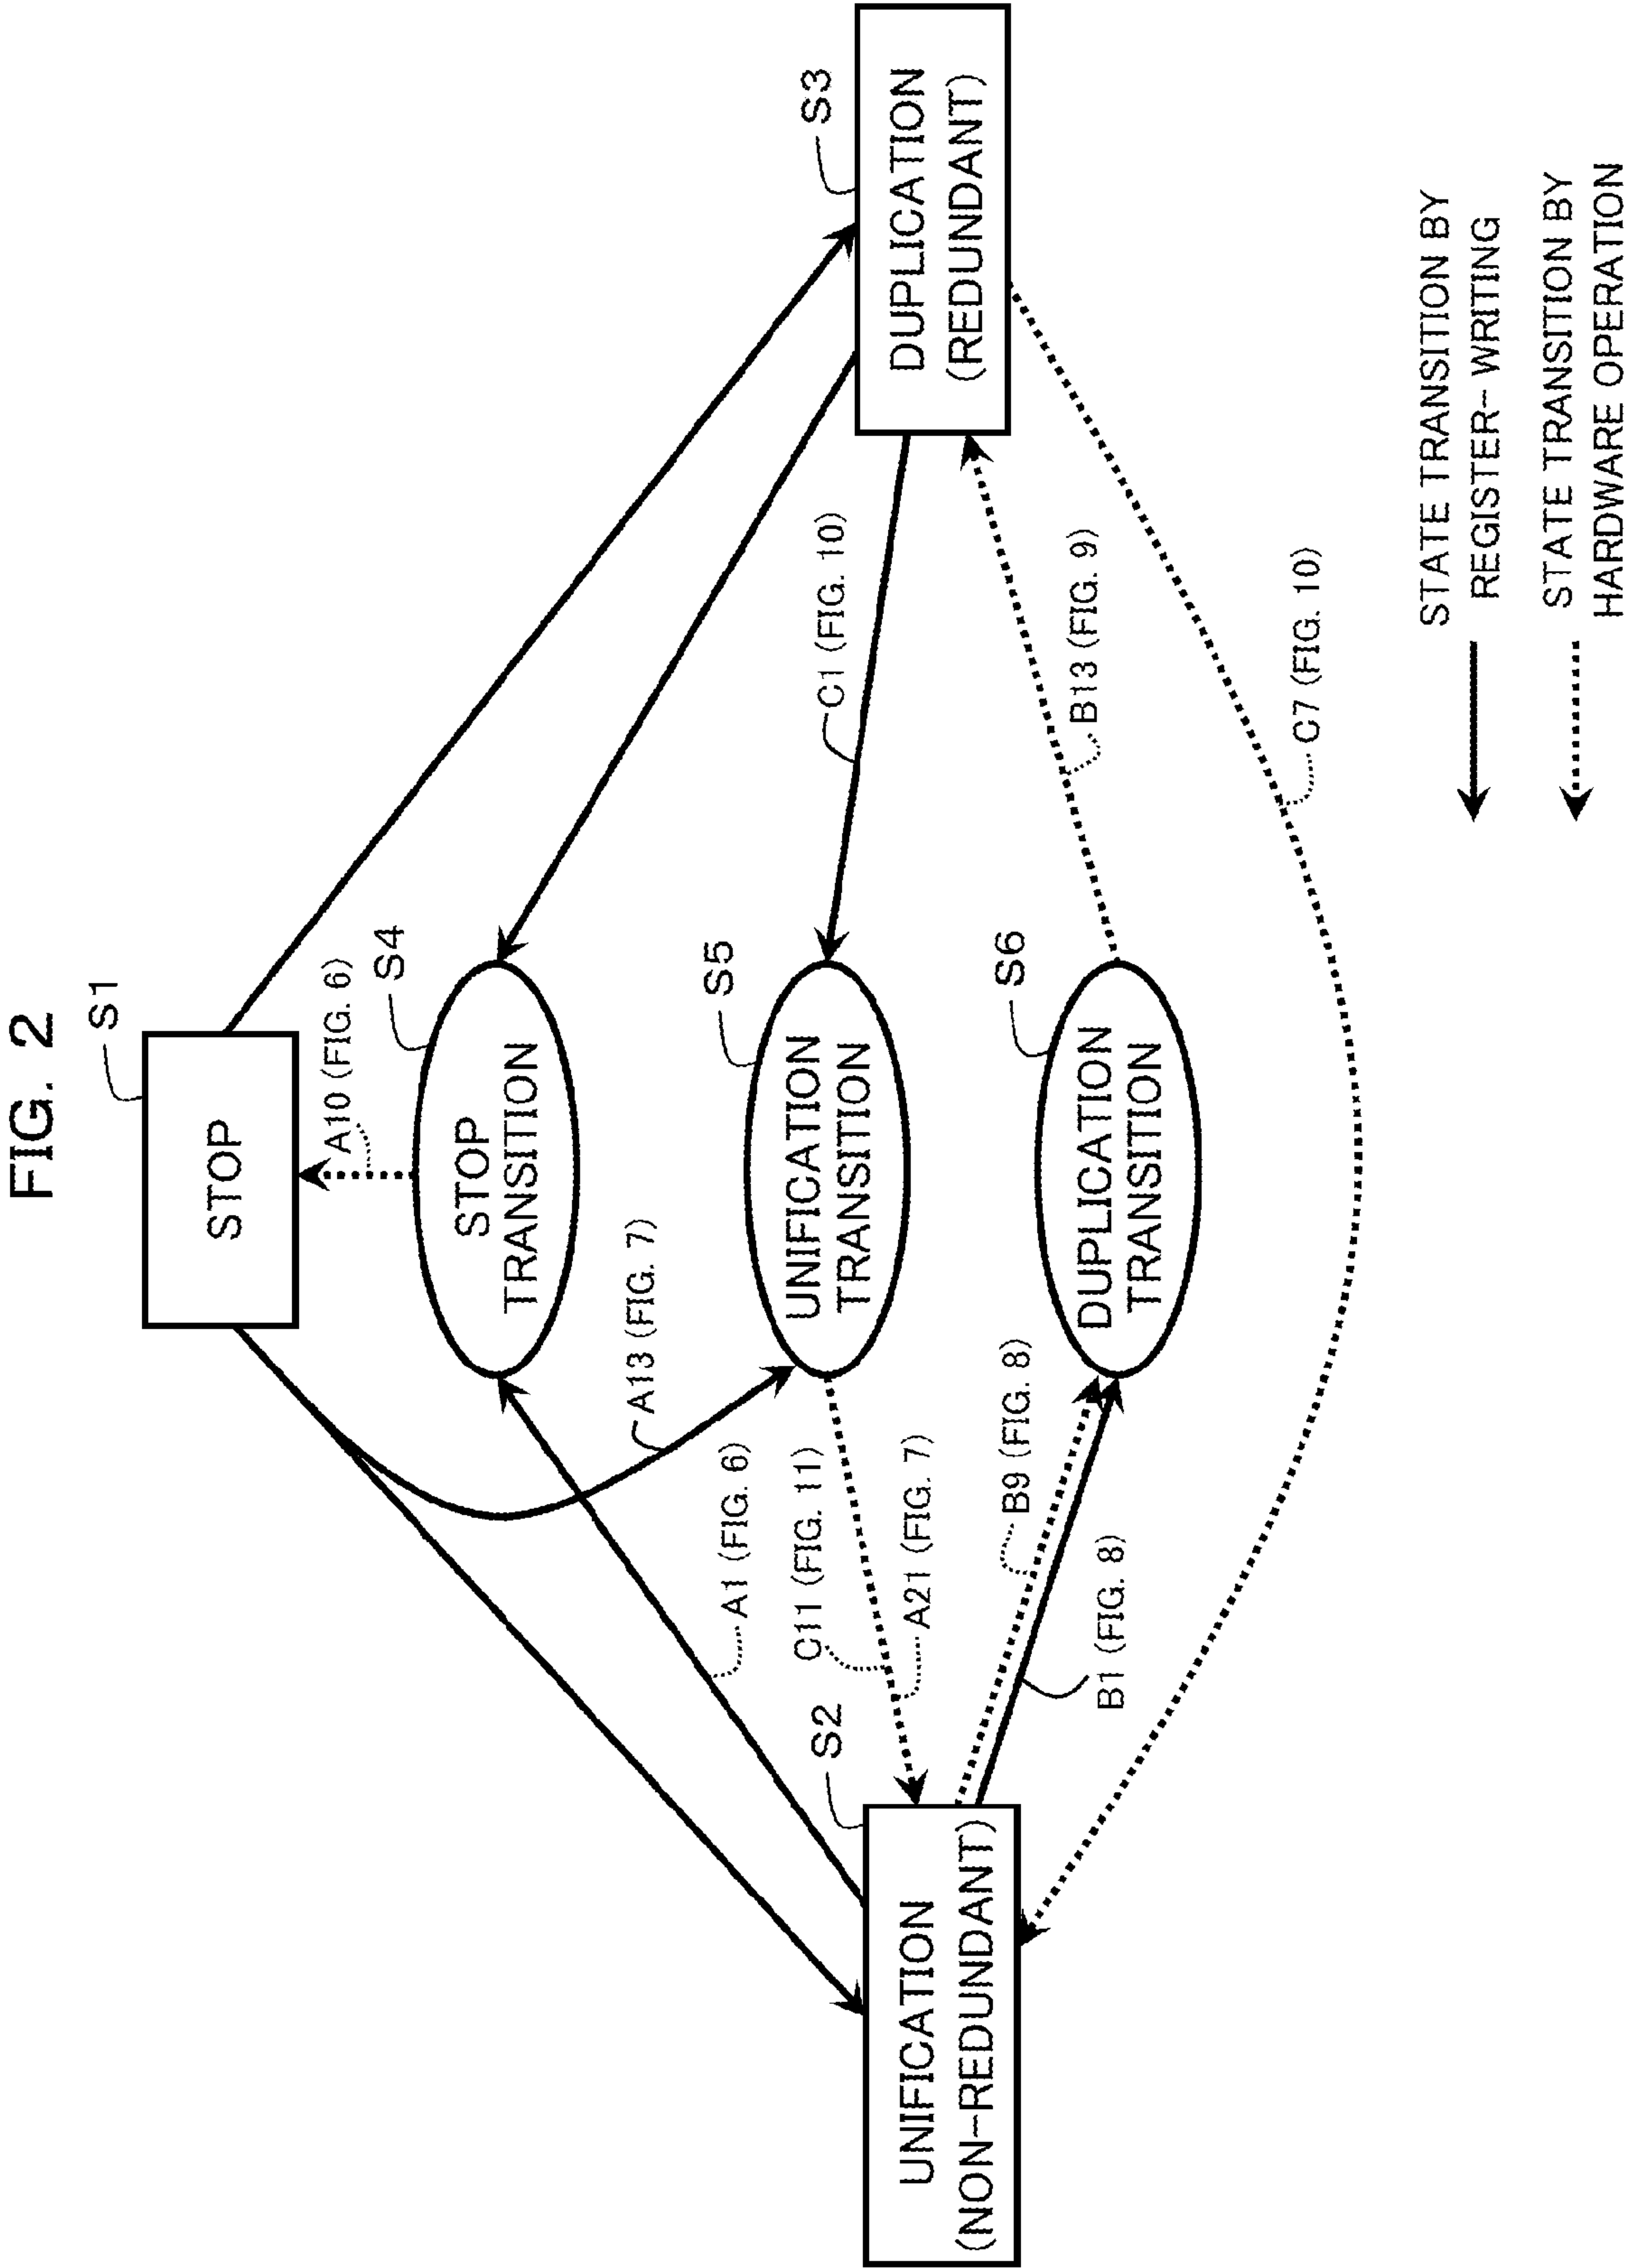 FIG. 2
S1
STOP
A10 (FIG. 6)
S4
STOP
TRANSITION
A13 (FIG. 7)
A1 (FIG. 6)
S5
UNIFICATION
TRANSITION
C1 (FIG. 10)
C11 (FIG. 11)
A21 (FIG. 7)
S2
UNIFICATION
(NON-REDUNDANT)
S3
DUPLICATION
(REDUNDANT)
S6
DUPLICATION
TRANSITION
B9 (FIG. 8)
B1 (FIG. 8)
B13 (FIG. 9)
C7 (FIG. 10)
STATE TRANSITION BY
REGISTER-WRITING
STATE TRANSITION BY
HARDWARE OPERATION